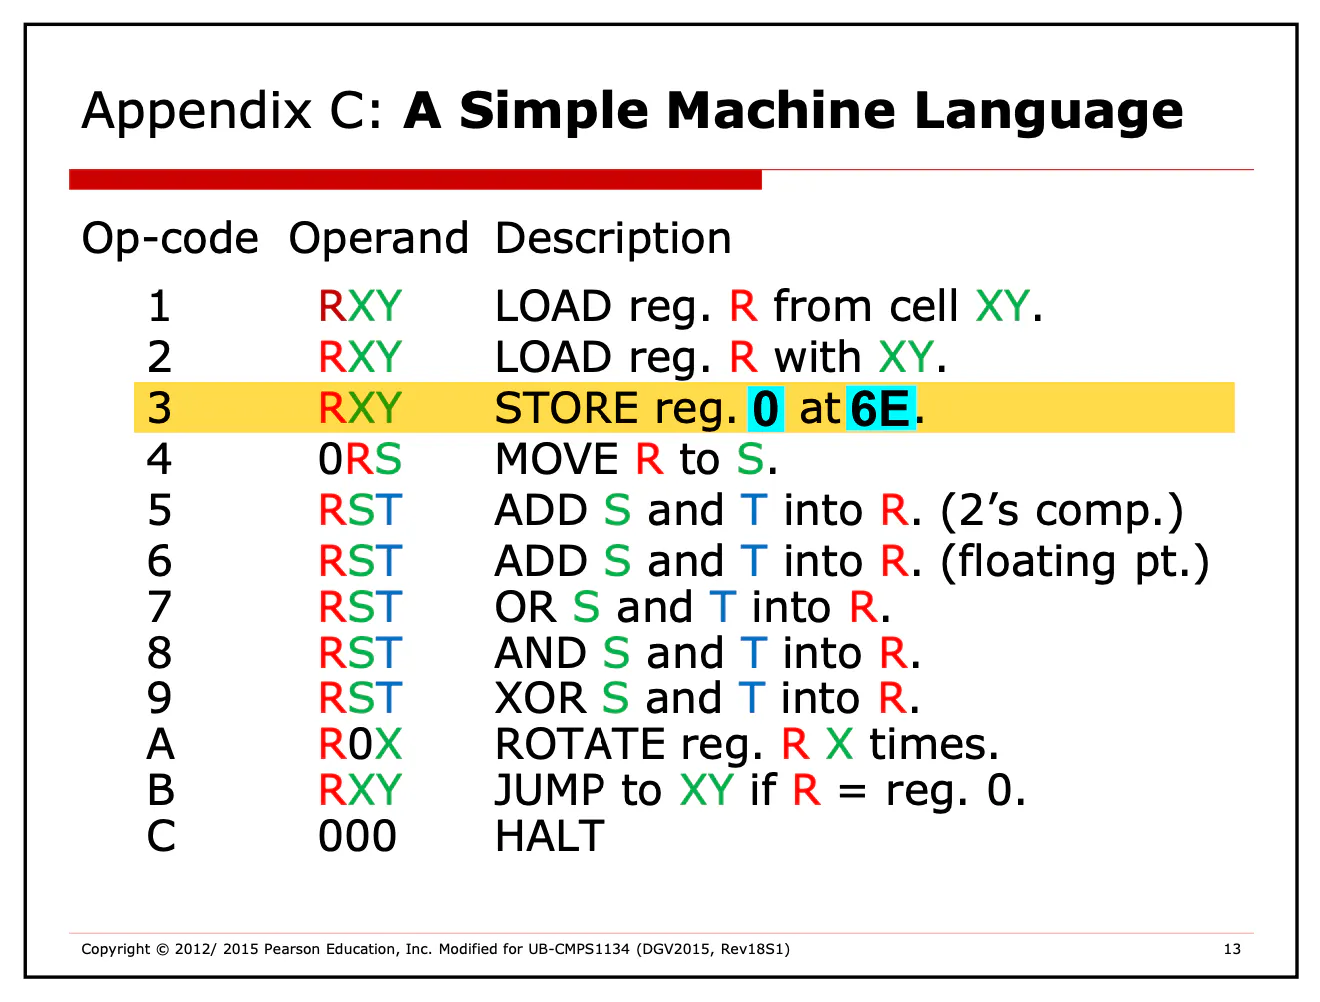 Appendix C: A Simple Machine Language
Op-code Operand Description
1 RXY LOAD reg. R from cell XY.
2 RXY LOAD reg. R with XY.
3 RXY STORE reg. 0 at 6E.
4 0RS MOVE R to S.
5 RST ADD S and T into R. (2’s comp.)
6 RST ADD S and T into R. (floating pt.)
7 RST OR S and T into R.
8 RST AND S and T into R.
9 RST XOR S and T into R.
A R0X ROTATE reg. R X times.
B RXY JUMP to XY if R = reg. 0.
C 000 HALT
Copyright © 2012/ 2015 Pearson Education, Inc. Modified for UB-CMPS1134 (DGV2015, Rev18S1) 13